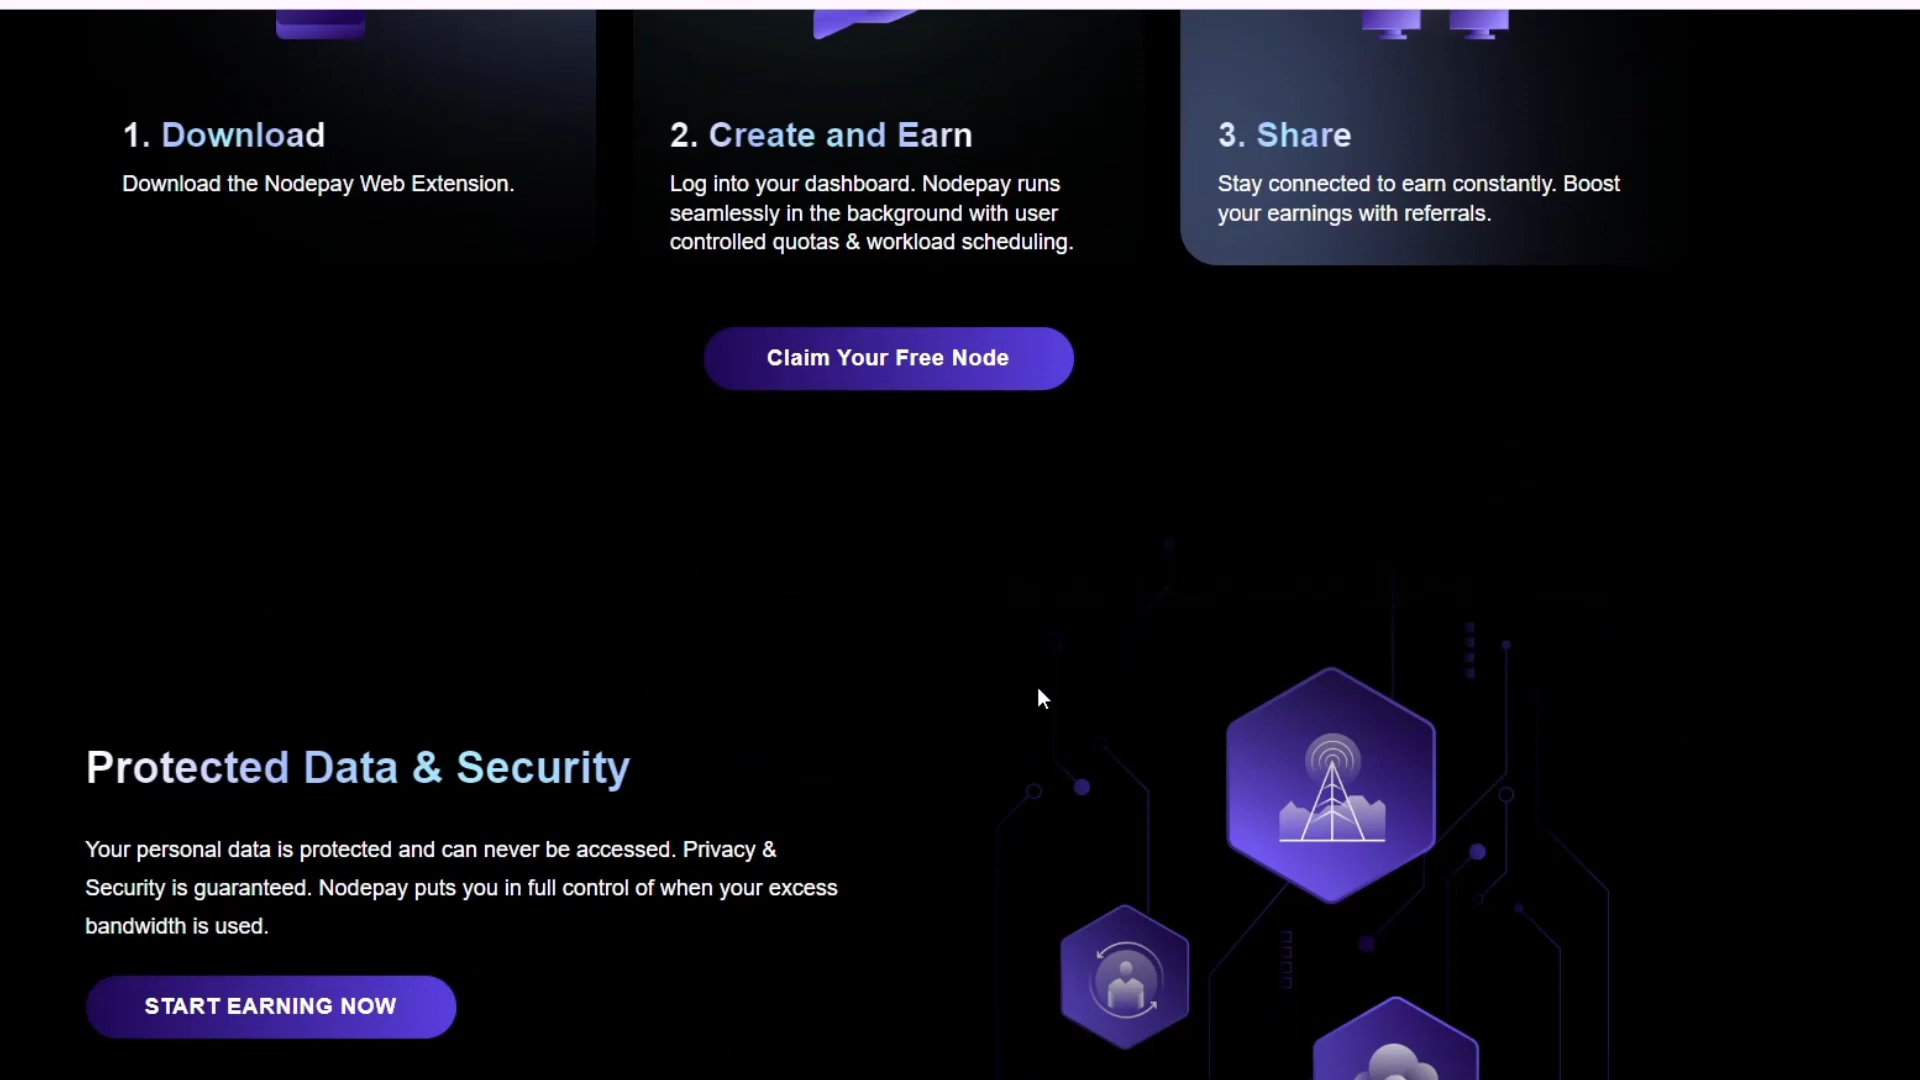 1. Download
Download the Nodepay Web Extension.
2. Create and Earn
Log into your dashboard. Nodepay runs
seamlessly in the background with user
controlled quotas & workload scheduling.
3. Share
Stay connected to earn constantly. Boost
your earnings with referrals.
Claim Your Free Node
Protected Data & Security
Your personal data is protected and can never be accessed. Privacy &
Security is guaranteed. Nodepay puts you in full control of when your excess
bandwidth is used.
START EARNING NOW